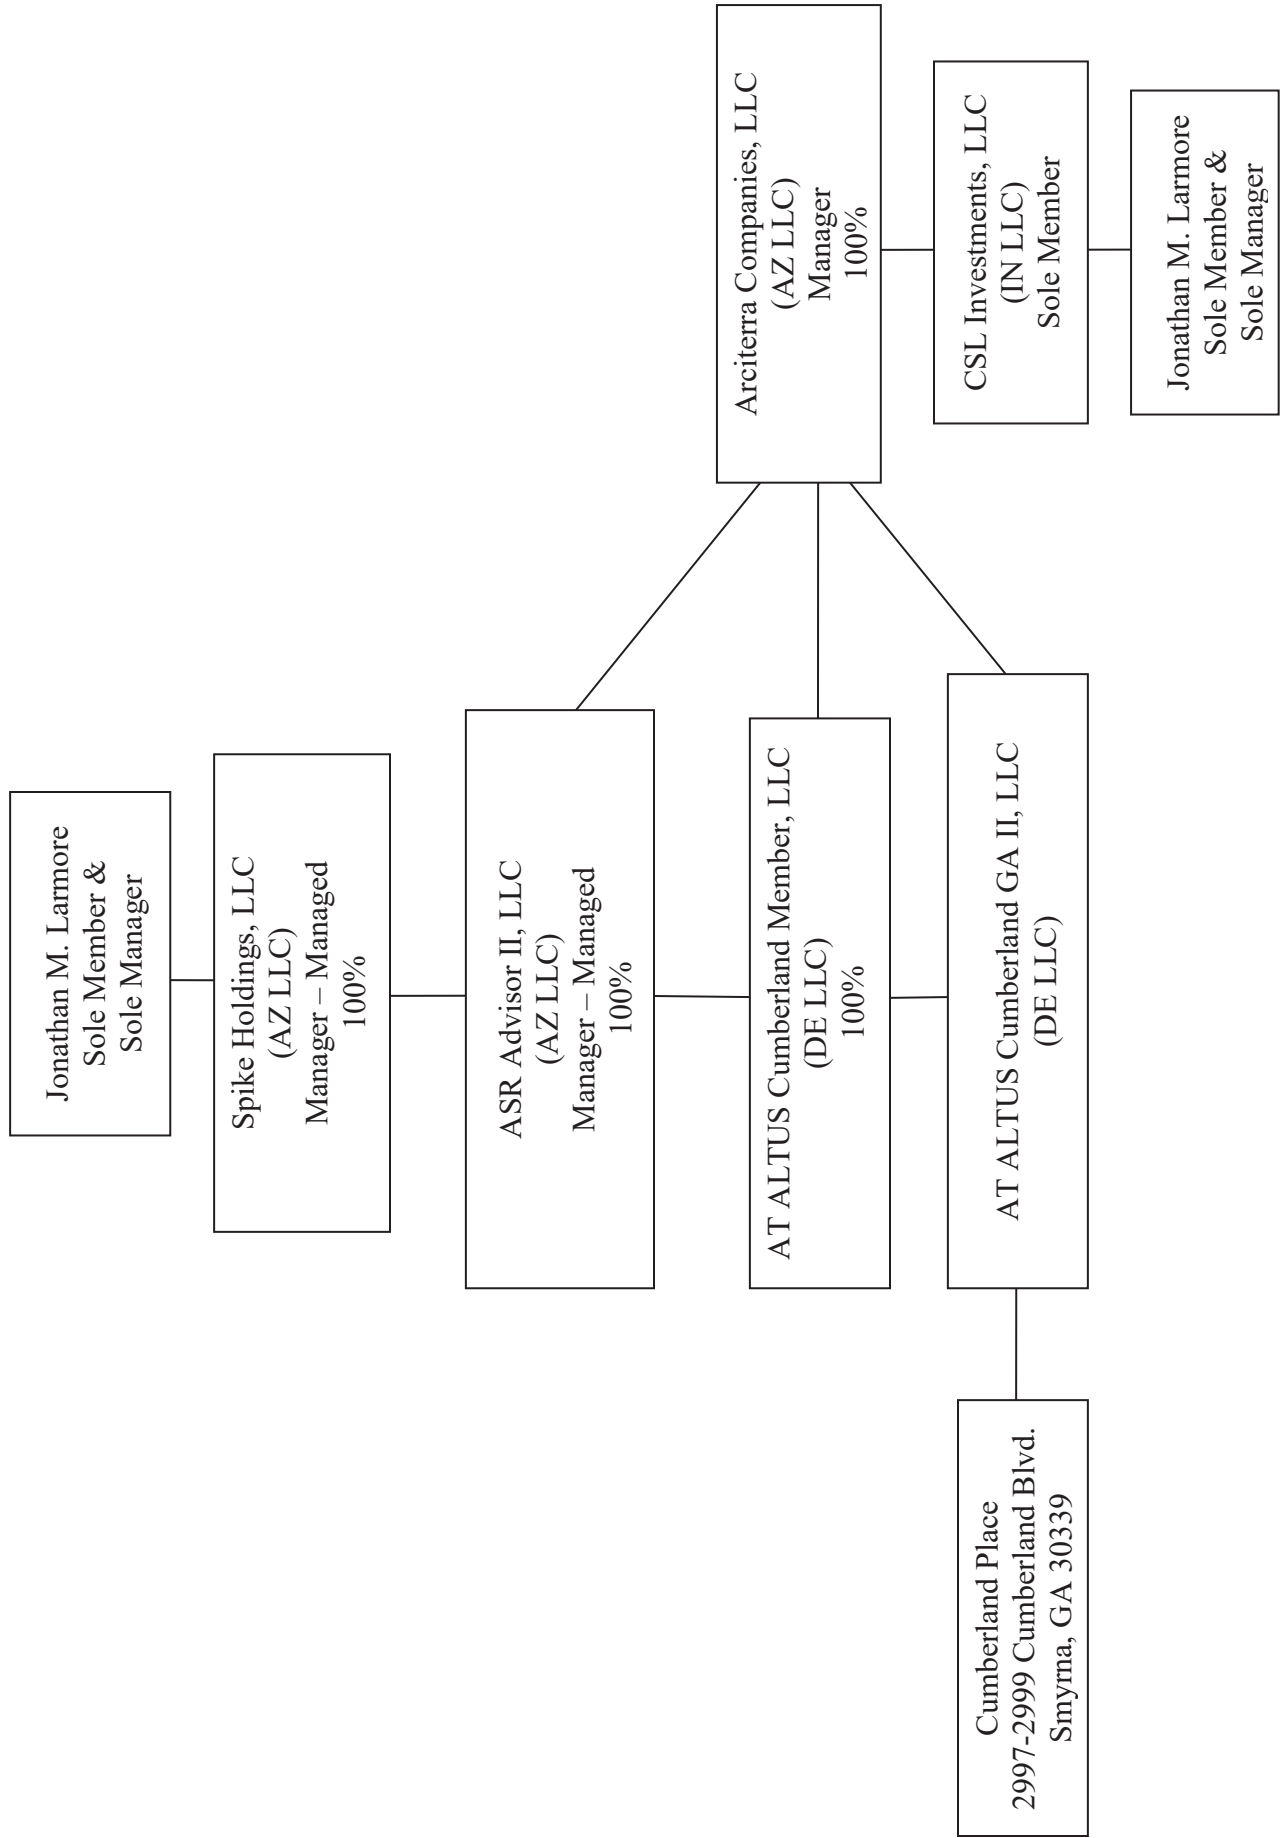 Jonathan M. Larmore
Sole Member &
Sole Manager
Spike Holdings, LLC
(AZ LLC)
Manager – Managed
100%
ASR Advisor II, LLC
(AZ LLC)
Manager – Managed
100%
AT ALTUS Cumberland Member, LLC
(DE LLC)
100%
AT ALTUS Cumberland GA II, LLC
(DE LLC)
Cumberland Place
2997-2999 Cumberland Blvd.
Smyrna, GA 30339
Arciterra Companies, LLC
(AZ LLC)
Manager
100%
CSL Investments, LLC
(IN LLC)
Sole Member
Jonathan M. Larmore
Sole Member &
Sole Manager